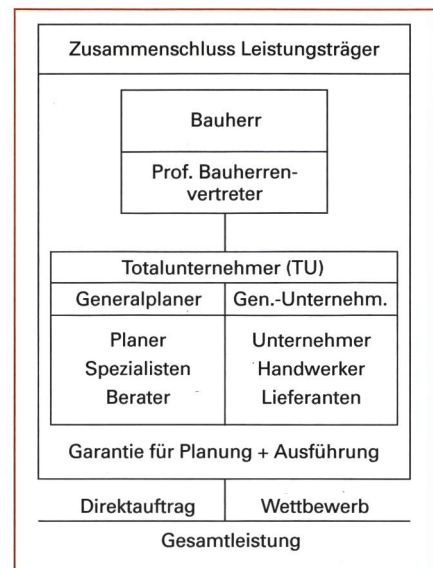 Zusammenschluss Leistungsträger
Bauherr
Prof. Bauherren-
vertreter
Totalunternehmer (TU)
Generalplaner Gen.-Unternehm.
Planer Unternehmer
Spezialisten Handwerker
Berater Lieferanten
Garantie für Planung + Ausführung
Direktauftrag Wettbewerb
Gesamtleistung